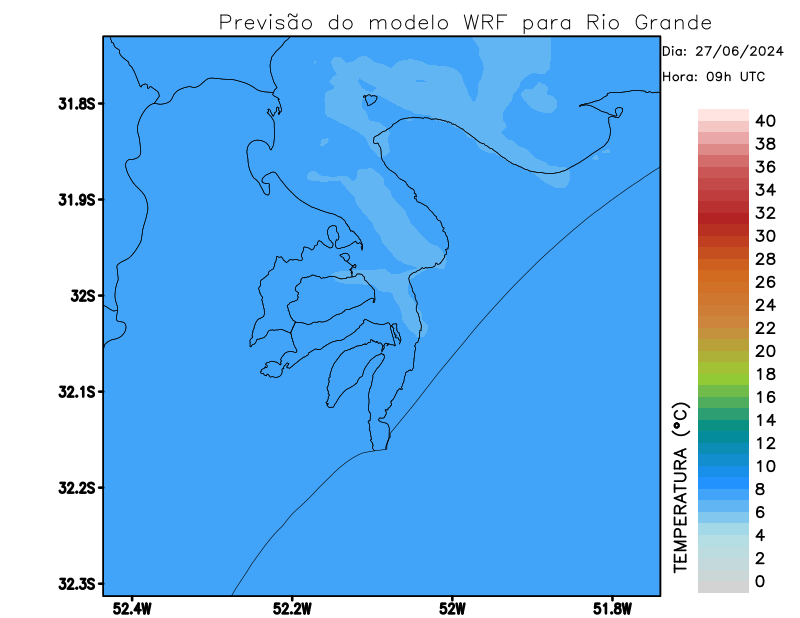 Previsão do modelo WRF para Rio Grande
Dia: 27/06/2024
Hora: 09h UTC
31.8S
31.9S
32S
32.1S
32.2S
32.3S
52.4W
52.2W
52W
51.8W
TEMPERATURA (°C)
40
38
36
34
32
30
28
26
24
22
20
18
16
14
12
10
8
6
4
2
0